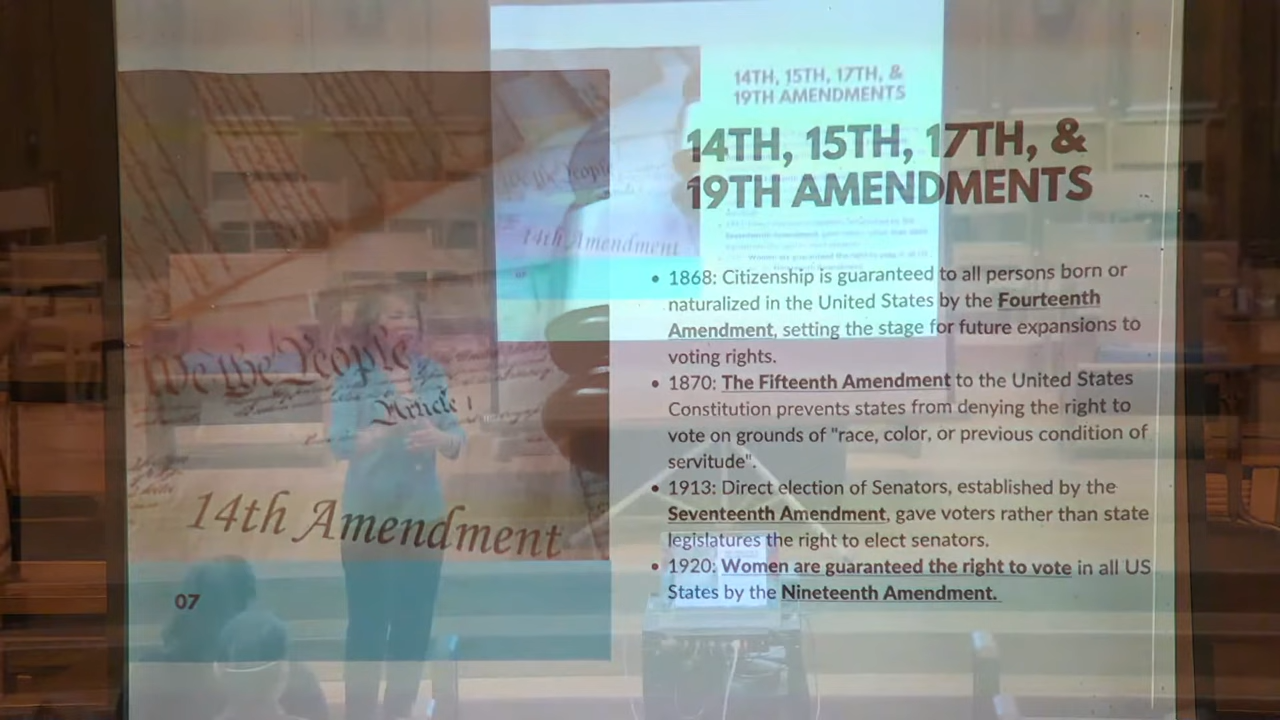 14TH, 15TH, 17TH, &
19TH AMENDMENTS
14TH, 15TH, 17TH, &
19TH AMENDMENTS
We the People
14th Amendment
• 1868: Citizenship is guaranteed to all persons born or
naturalized in the United States by the Fourteenth
Amendment, setting the stage for future expansions to
voting rights.
• 1870: The Fifteenth Amendment to the United States
Constitution prevents states from denying the right to
vote on grounds of "race, color, or previous condition of
servitude".
• 1913: Direct election of Senators, established by the
Seventeenth Amendment, gave voters rather than state
legislatures the right to elect senators.
• 1920: Women are guaranteed the right to vote in all US
States by the Nineteenth Amendment.
We the People
Article I
14th Amendment
07